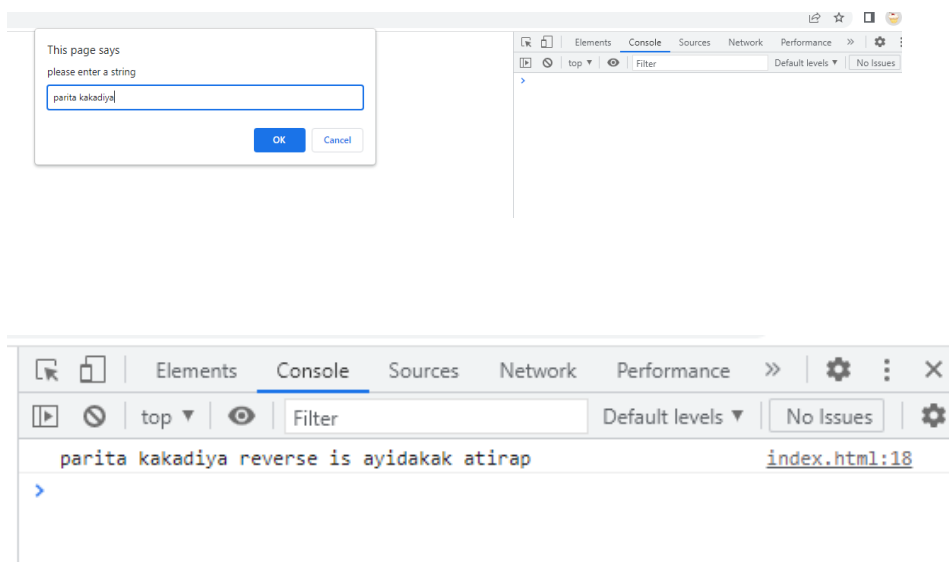 This page says
please enter a string
parita kakadiya
OK Cancel
Elements Console Sources Network Performance »
top ▼ Filter Default levels ▼ No Issues
>
Elements Console Sources Network Performance »
top ▼ Filter Default levels ▼ No Issues
parita kakadiya reverse is ayidakak atirap index.html:18
>